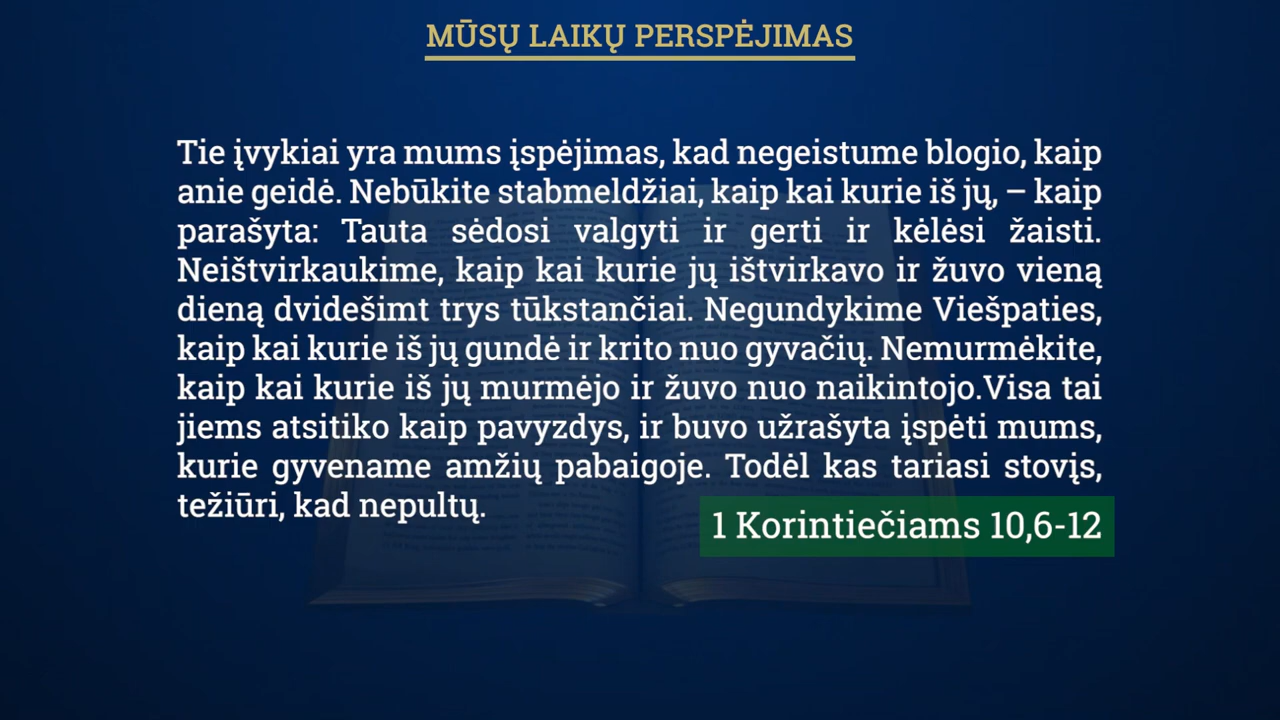 MŪSŲ LAIKŲ PERSPĖJIMAS
Tie įvykiai yra mums įspėjimas, kad negeistume blogio, kaip
anie geidė. Nebūkite stabmeldžiai, kaip kai kurie iš jų, – kaip
parašyta: Tauta sėdosi valgyti ir gerti ir kėlėsi žaisti.
Neištvirkaukime, kaip kai kurie jų ištvirkavo ir žuvo vieną
dieną dvidešimt trys tūkstančiai. Negundykime Viešpaties,
kaip kai kurie iš jų gundė ir krito nuo gyvačių. Nemurmėkite,
kaip kai kurie iš jų murmėjo ir žuvo nuo naikintojo.Visa tai
jiems atsitiko kaip pavyzdys, ir buvo užrašyta įspėti mums,
kurie gyvename amžių pabaigoje. Todėl kas tariasi stovįs,
težiūri, kad nepultų.
1 Korintiečiams 10,6-12